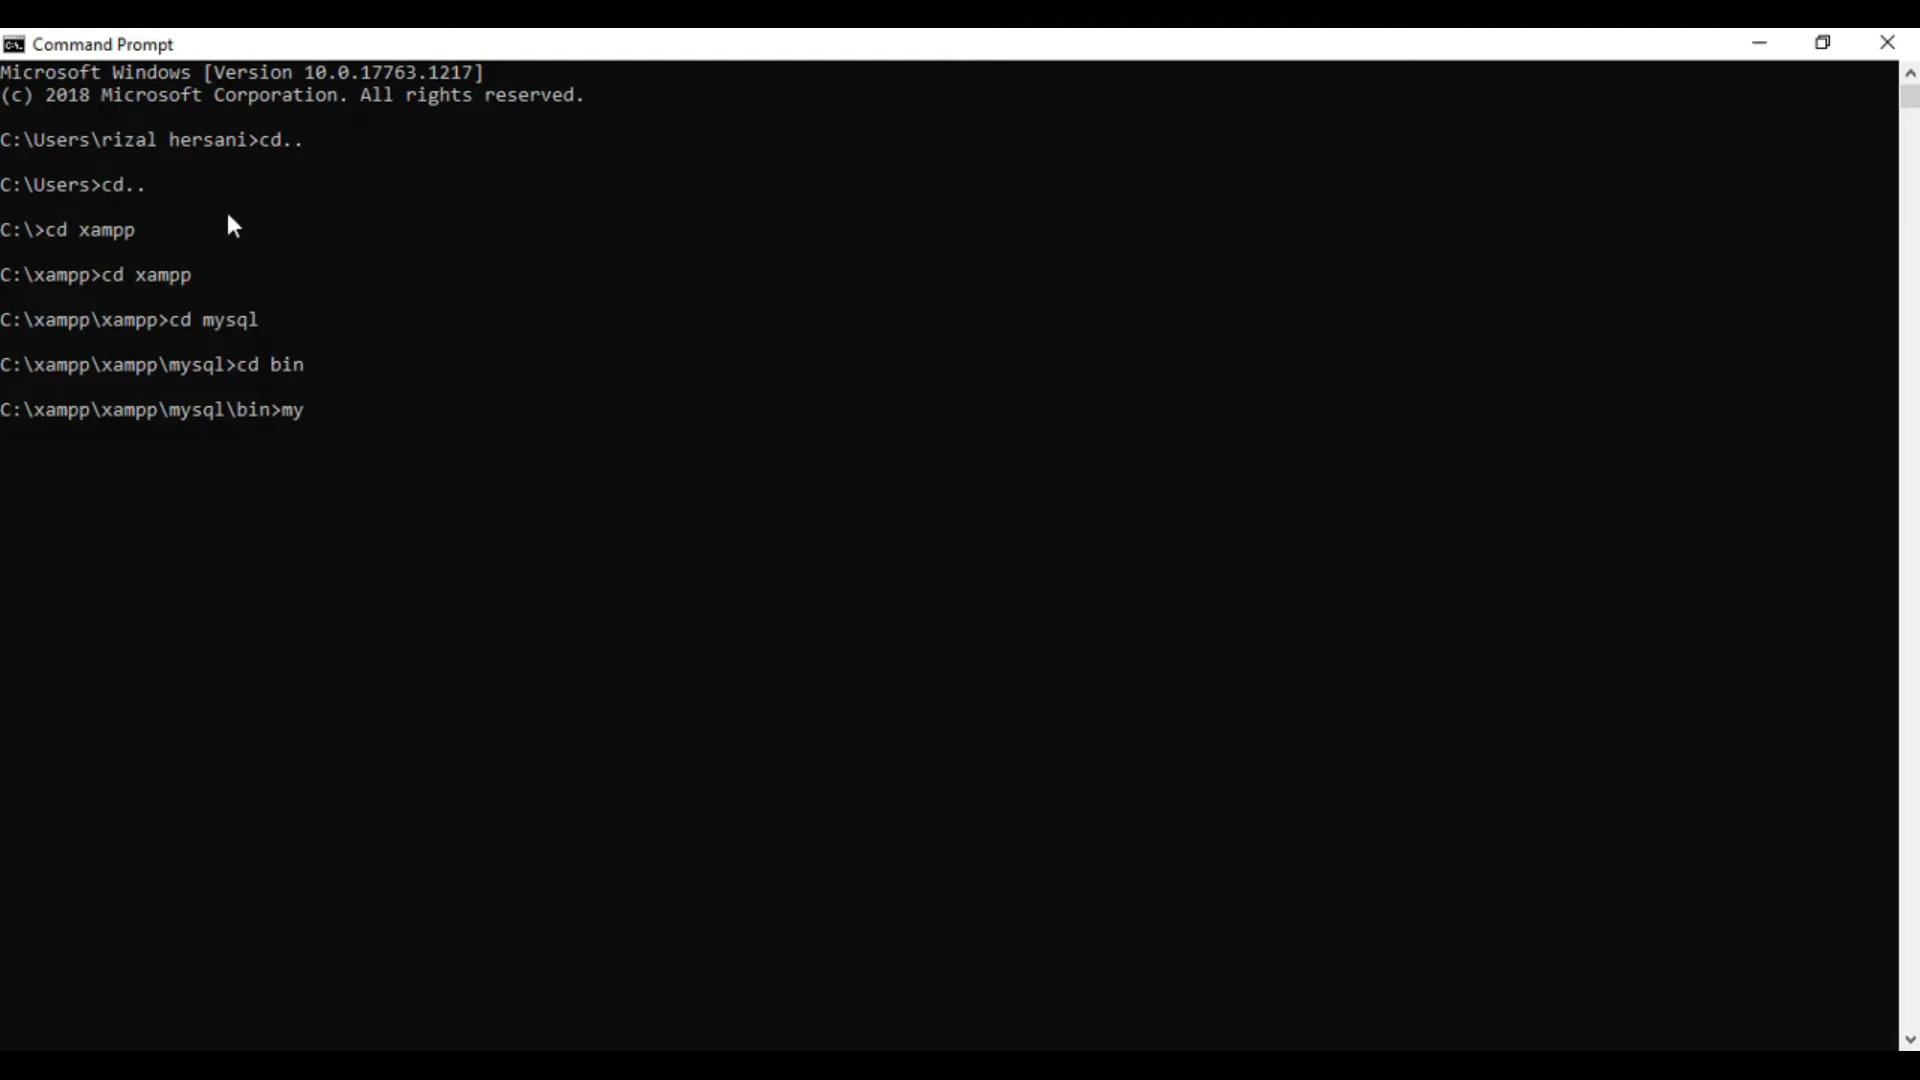 Command Prompt
Microsoft Windows [Version 10.0.17763.1217]
(c) 2018 Microsoft Corporation. All rights reserved.
C:\Users\rizal hersani>cd..
C:\Users>cd..
C:\>cd xampp
C:\xampp>cd xampp
C:\xampp\xampp>cd mysql
C:\xampp\xampp\mysql>cd bin
C:\xampp\xampp\mysql\bin>my